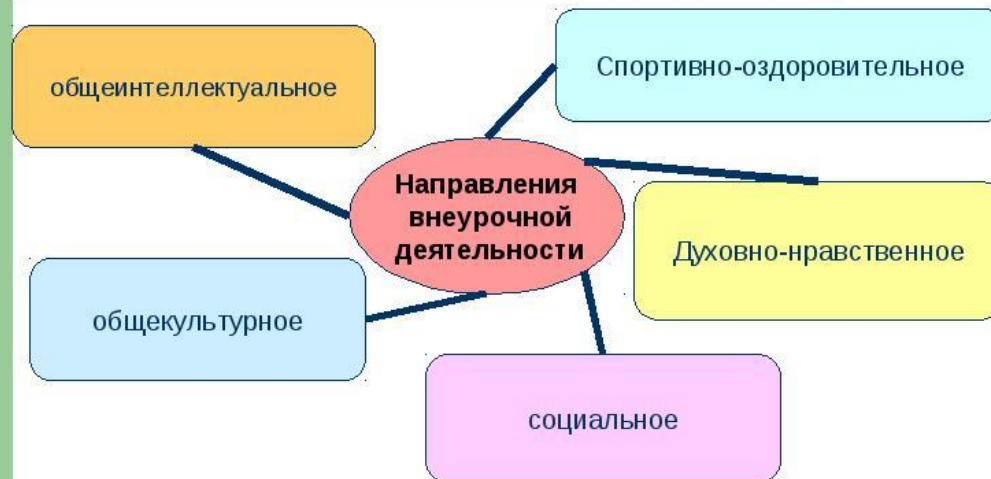 общеинтеллектуальное
Спортивно-оздоровительное
Направления
внеурочной
деятельности
Духовно-нравственное
общекультурное
социальное